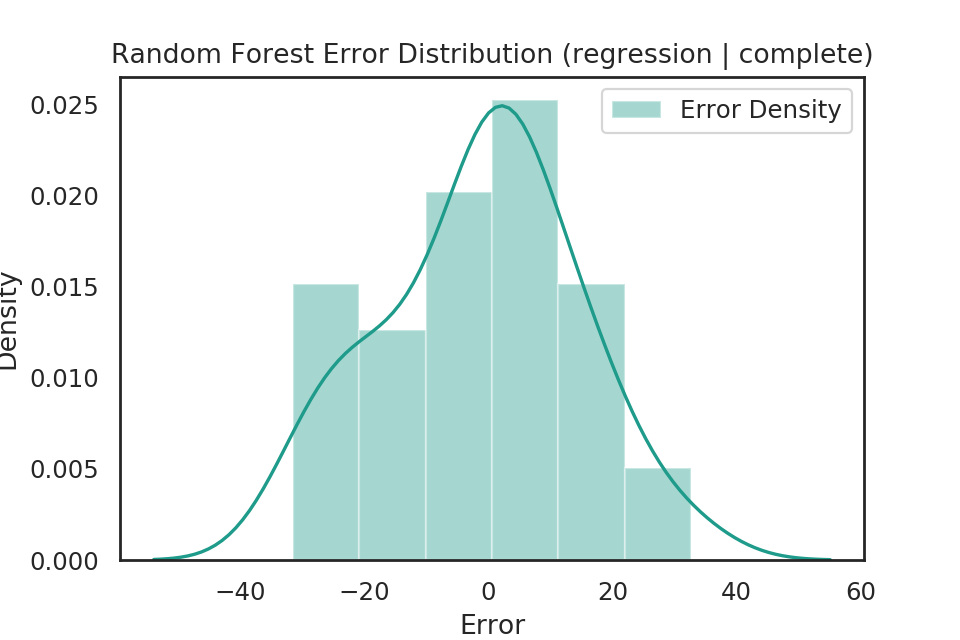 Random Forest Error Distribution (regression | complete)
Error Density
Density
0.025
0.020
0.015
0.010
0.005
0.000
−40 −20 0 20 40 60
Error